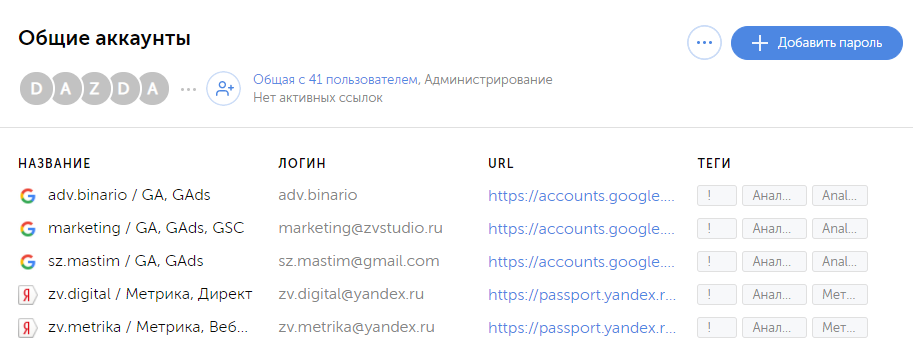 Общие аккаунты
Добавить пароль
D A Z D A
Общая с 41 пользователем, Администрирование
Нет активных ссылок
НАЗВАНИЕ ЛОГИН URL ТЕГИ
adv.binario / GA, GAds adv.binario https://accounts.google.... ! Анал... Anal...
marketing / GA, GAds, GSC marketing@zvstudio.ru https://accounts.google.... ! Анал... Anal...
sz.mastim / GA, GAds sz.mastim@gmail.com https://accounts.google.... ! Анал... Anal...
Я zv.digital / Метрика, Директ zv.digital@yandex.ru https://passport.yandex.r... ! Анал... Мет...
Я zv.metrika / Метрика, Веб... zv.metrika@yandex.ru https://passport.yandex.r... ! Анал... Мет...